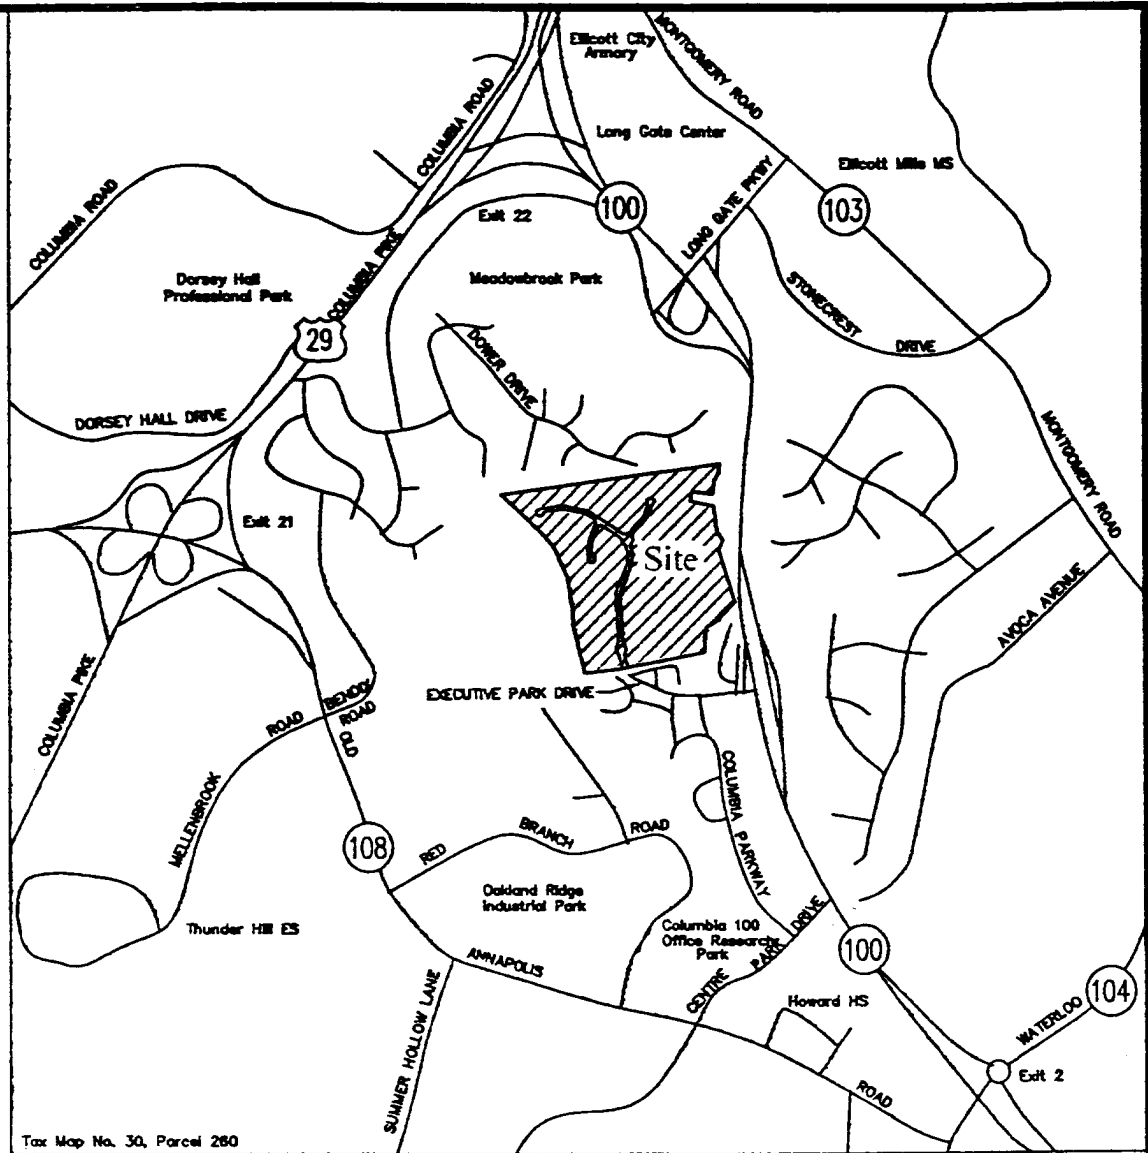 Ellicott City
Armory
MONTGOMERY ROAD
COLUMBIA ROAD
Long Gate Center
Ellicott Mills MS
LONG GATE PKWY
COLUMBIA ROAD
100
103
Exit 22
COLUMBIA PIKE
Dorsey Hall
Professional Park
Meadowbrook Park
STONECREST
DRIVE
29
DOWER DRIVE
DORSEY HALL DRIVE
MONTGOMERY ROAD
Exit 21
Site
AVOCA AVENUE
COLUMBIA PIKE
EXECUTIVE PARK DRIVE
BENDIX
ROAD
ROAD
OLD
MELLENBROOK
COLUMBIA PARKWAY
108
RED
BRANCH
ROAD
Oakland Ridge
Industrial Park
Thunder Hill ES
Columbia 100
Office Research
Park
CENTRE
PARK
DRIVE
100
ANNAPOLIS
SUMMER HOLLOW LANE
Howard HS
WATERLOO
104
Exit 2
ROAD
Tax Map No. 30, Parcel 260